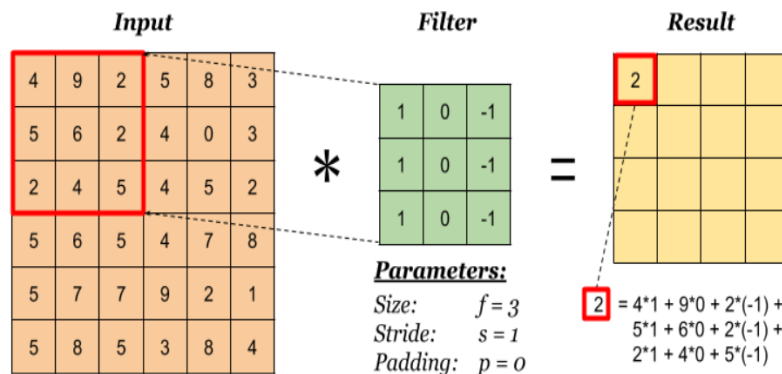 Input Filter Result
4 9 2 5 8 3
5 6 2 4 0 3
2 4 5 4 5 2
5 6 5 4 7 8
5 7 7 9 2 1
5 8 5 3 8 4
*
1 0 -1
1 0 -1
1 0 -1
=
2
Parameters:
Size: f = 3
Stride: s = 1
Padding: p = 0
2 = 4*1 + 9*0 + 2*(-1) +
5*1 + 6*0 + 2*(-1) +
2*1 + 4*0 + 5*(-1)